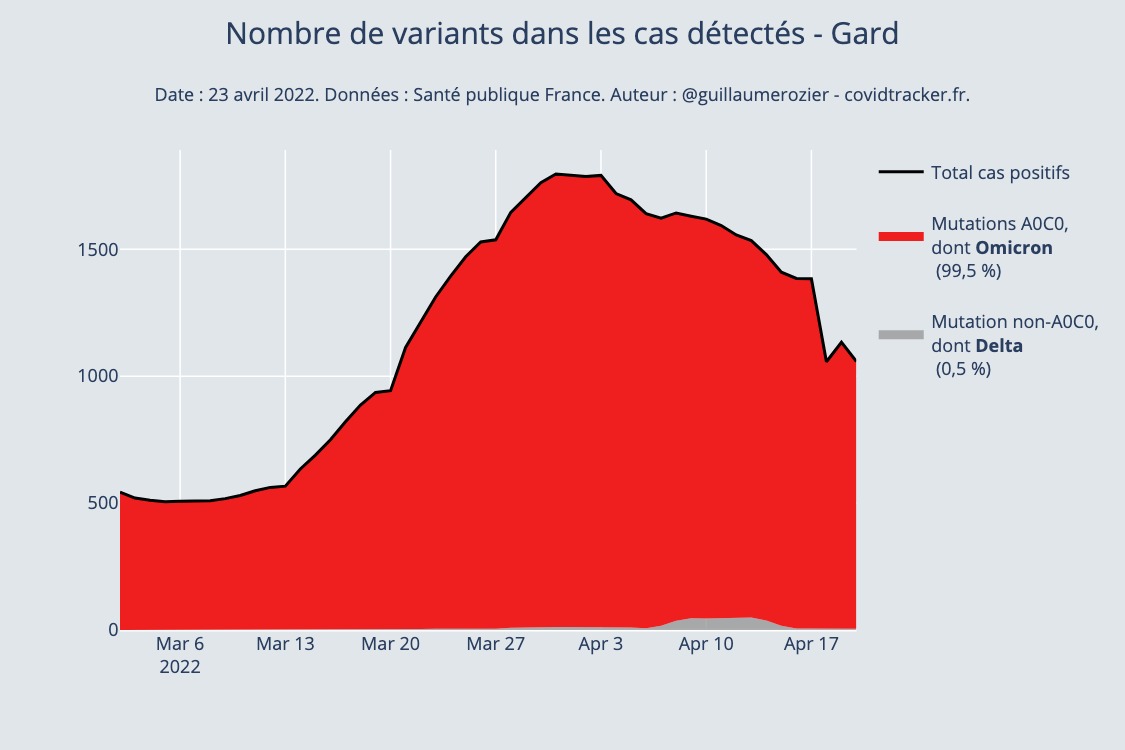 Nombre de variants dans les cas détectés - Gard
Date : 23 avril 2022. Données : Santé publique France. Auteur : @guillaumerozier - covidtracker.fr.
Total cas positifs
Mutations A0C0,
dont Omicron
(99,5 %)
Mutation non-A0C0,
dont Delta
(0,5 %)
1500
1000
500
0
Mar 6 Mar 13 Mar 20 Mar 27 Apr 3 Apr 10 Apr 17
2022